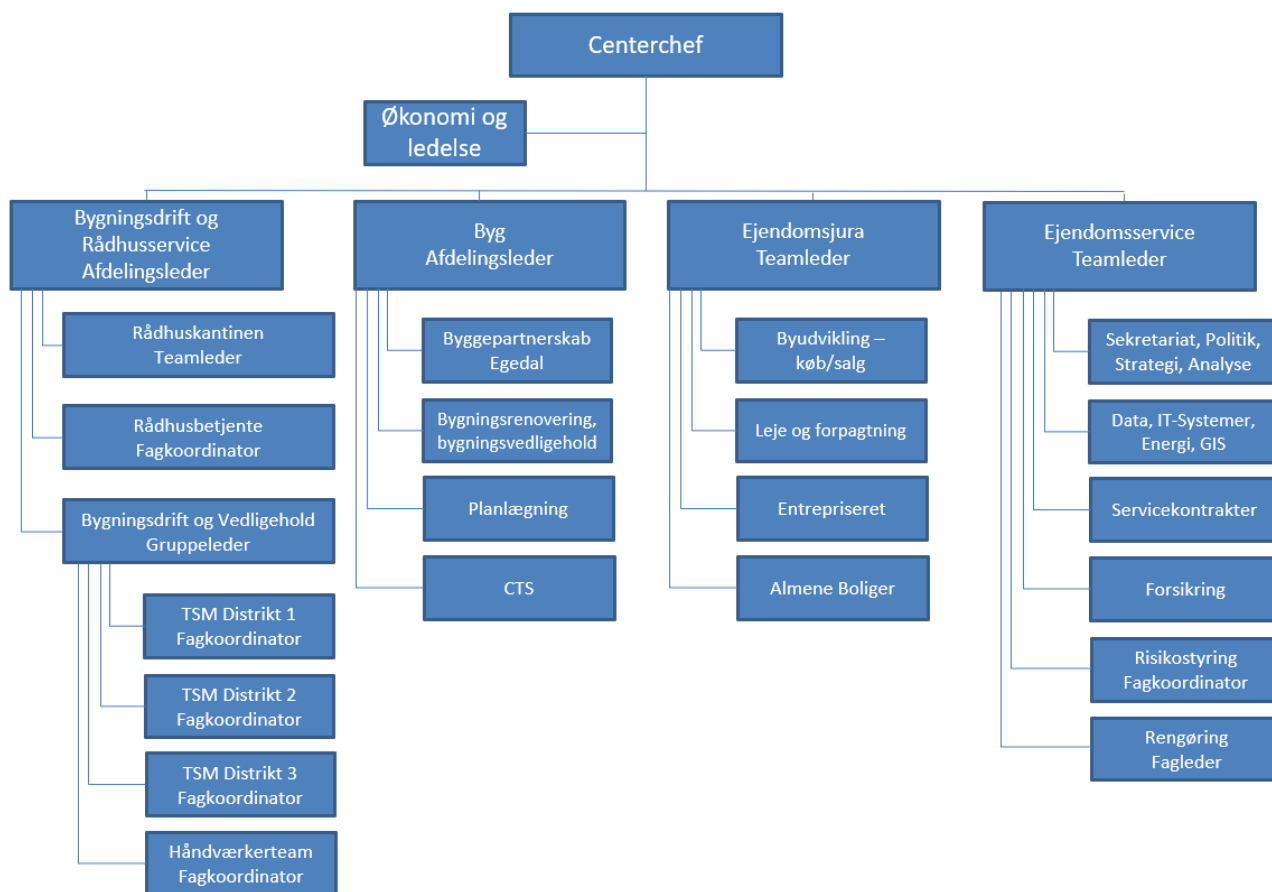 Centerchef
Økonomi og
ledelse
Bygningsdrift og
Rådhusservice
Afdelingsleder
Rådhuskantinen
Teamleder
Rådhusbetjente
Fagkoordinator
Bygningsdrift og Vedligehold
Gruppeleder
TSM Distrikt 1
Fagkoordinator
TSM Distrikt 2
Fagkoordinator
TSM Distrikt 3
Fagkoordinator
Håndværkerteam
Fagkoordinator
Byg
Afdelingsleder
Byggepartnerskab
Egedal
Bygningsrenovering,
bygningsvedligehold
Planlægning
CTS
Ejendomsjura
Teamleder
Byudvikling –
køb/salg
Leje og forpagtning
Entrepriseret
Almene Boliger
Ejendomsservice
Teamleder
Sekretariat, Politik,
Strategi, Analyse
Data, IT-Systemer,
Energi, GIS
Servicekontrakter
Forsikring
Risikostyring
Fagkoordinator
Rengøring
Fagleder